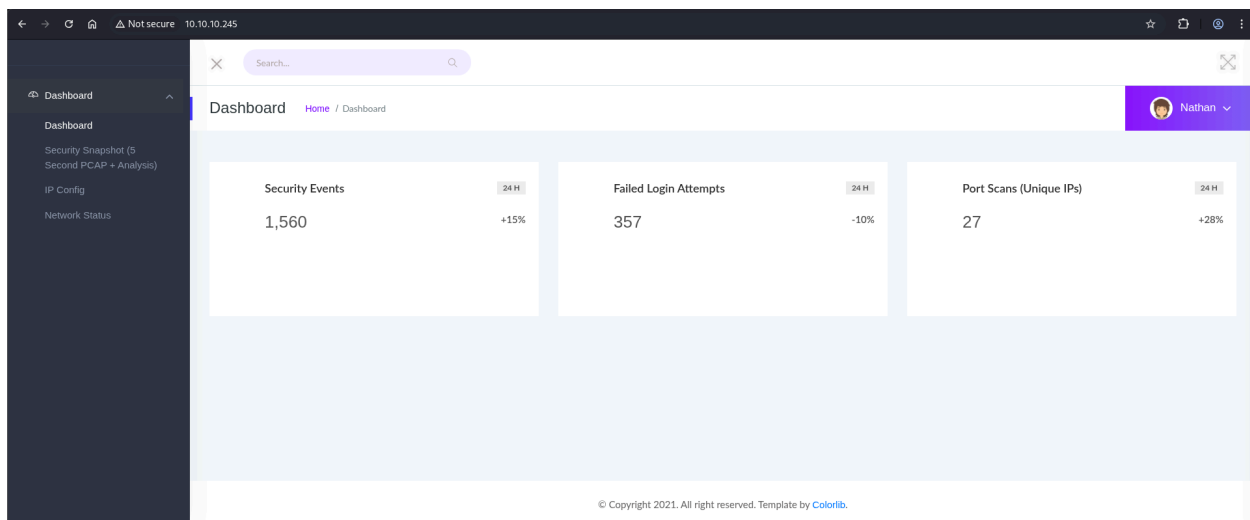 Not secure 10.10.10.245
Search...
Dashboard
Dashboard
Security Snapshot (5
Second PCAP + Analysis)
IP Config
Network Status
Dashboard Home / Dashboard
Nathan
Security Events 24 H
1,560 +15%
Failed Login Attempts 24 H
357 -10%
Port Scans (Unique IPs) 24 H
27 +28%
© Copyright 2021. All right reserved. Template by Colorlib.